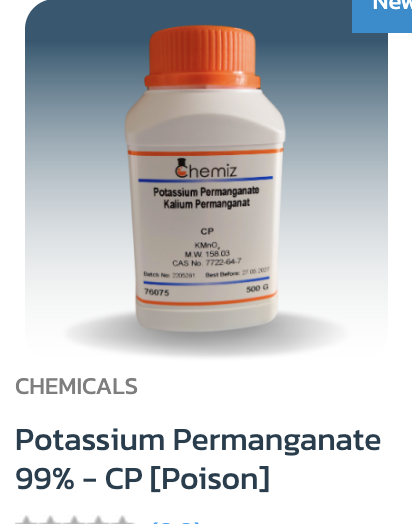 New
Chemiz
Potassium Permanganate
Kalium Permanganat
CP
KMnO₄
M.W. 158.03
CAS No. 7722-64-7
Batch No: Best Before:
76075 500 G
CHEMICALS
Potassium Permanganate
99% - CP [Poison]